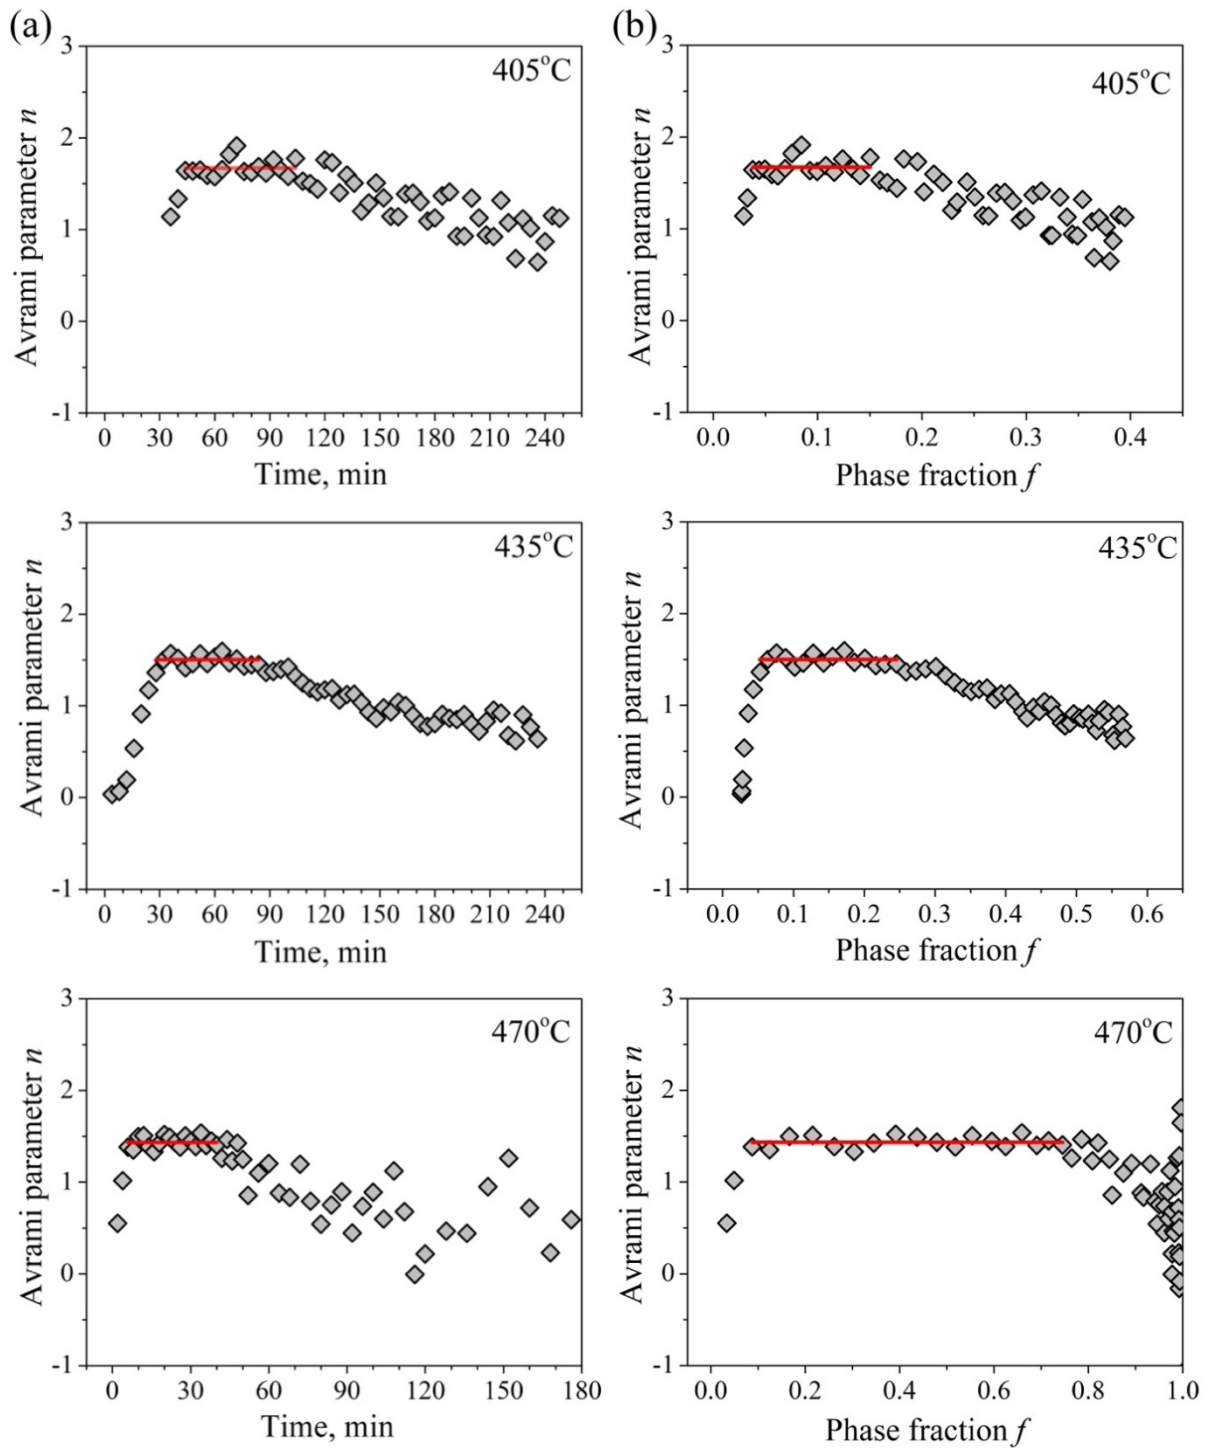 (a)
3
2
1
0
-1
Avrami parameter n
405°C
0 30 60 90 120 150 180 210 240
Time, min
(b)
3
2
1
0
-1
Avrami parameter n
405°C
0.0 0.1 0.2 0.3 0.4
Phase fraction f
3
2
1
0
-1
Avrami parameter n
435°C
0 30 60 90 120 150 180 210 240
Time, min
3
2
1
0
-1
Avrami parameter n
435°C
0.0 0.1 0.2 0.3 0.4 0.5 0.6
Phase fraction f
3
2
1
0
-1
Avrami parameter n
470°C
0 30 60 90 120 150 180
Time, min
3
2
1
0
-1
Avrami parameter n
470°C
0.0 0.2 0.4 0.6 0.8 1.0
Phase fraction f